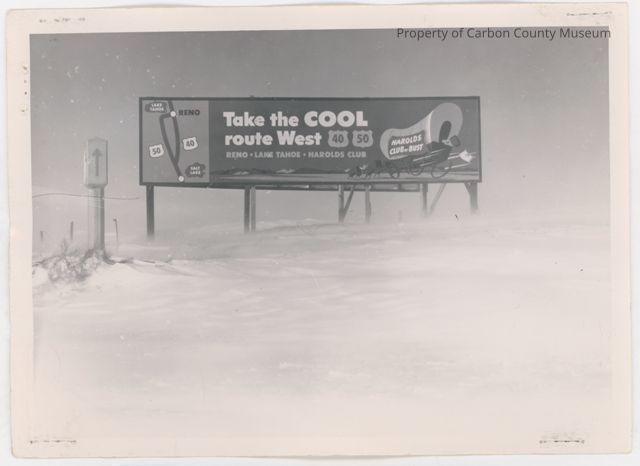 Property of Carbon County Museum
LAKE
TAHOE
RENO
50
40
SALT
LAKE
Take the COOL
route West 40 50
RENO • LAKE TAHOE • HAROLDS CLUB
HAROLDS
CLUB OR BUST